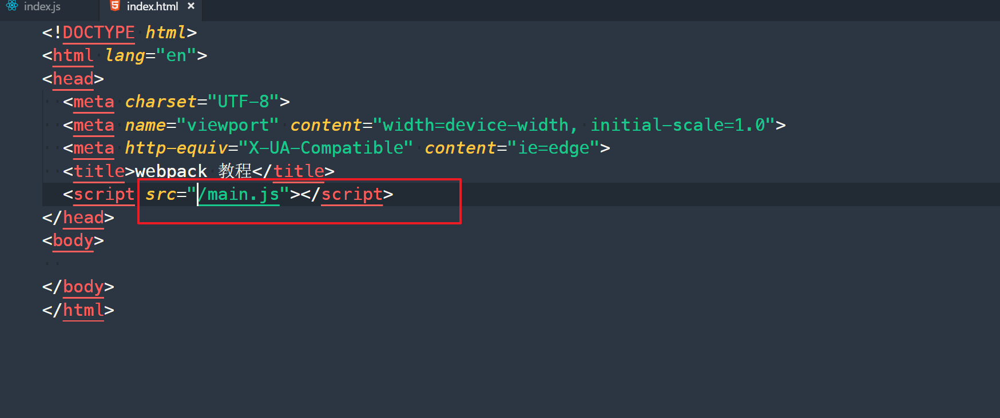 index.js index.html ×
<!DOCTYPE html>
<html lang="en">
<head>
<meta charset="UTF-8">
<meta name="viewport" content="width=device-width, initial-scale=1.0">
<meta http-equiv="X-UA-Compatible" content="ie=edge">
<title>webpack 教程</title>
<script src="/main.js"></script>
</head>
<body>
</body>
</html>